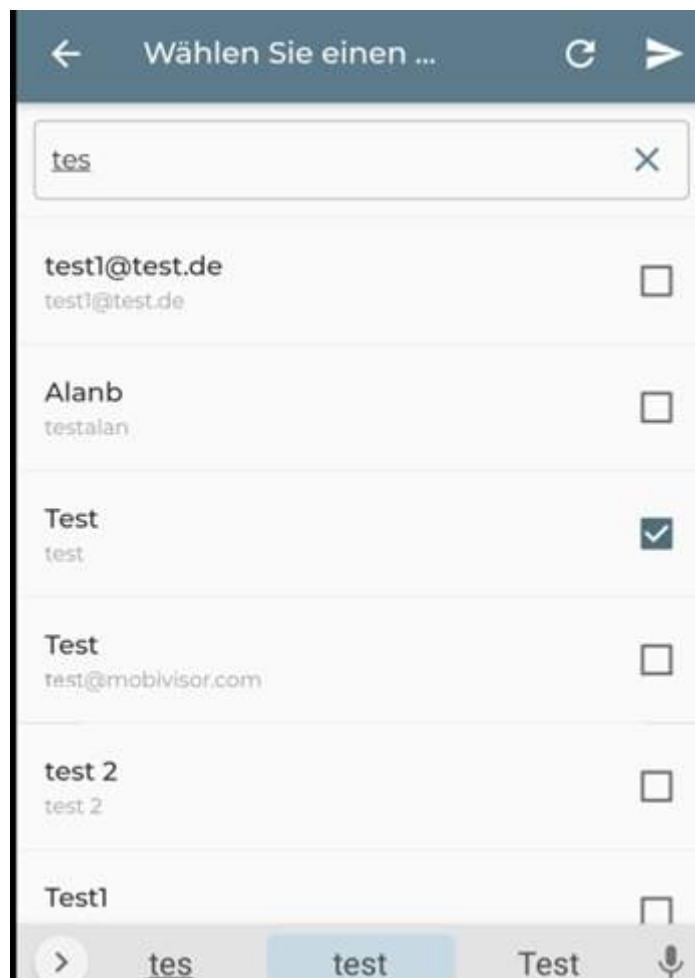 Wählen Sie einen ...
tes
test1@test.de
test1@test.de
Alanb
testalan
Test
test
Test
test@mobivisor.com
test 2
test 2
Test1
tes test Test